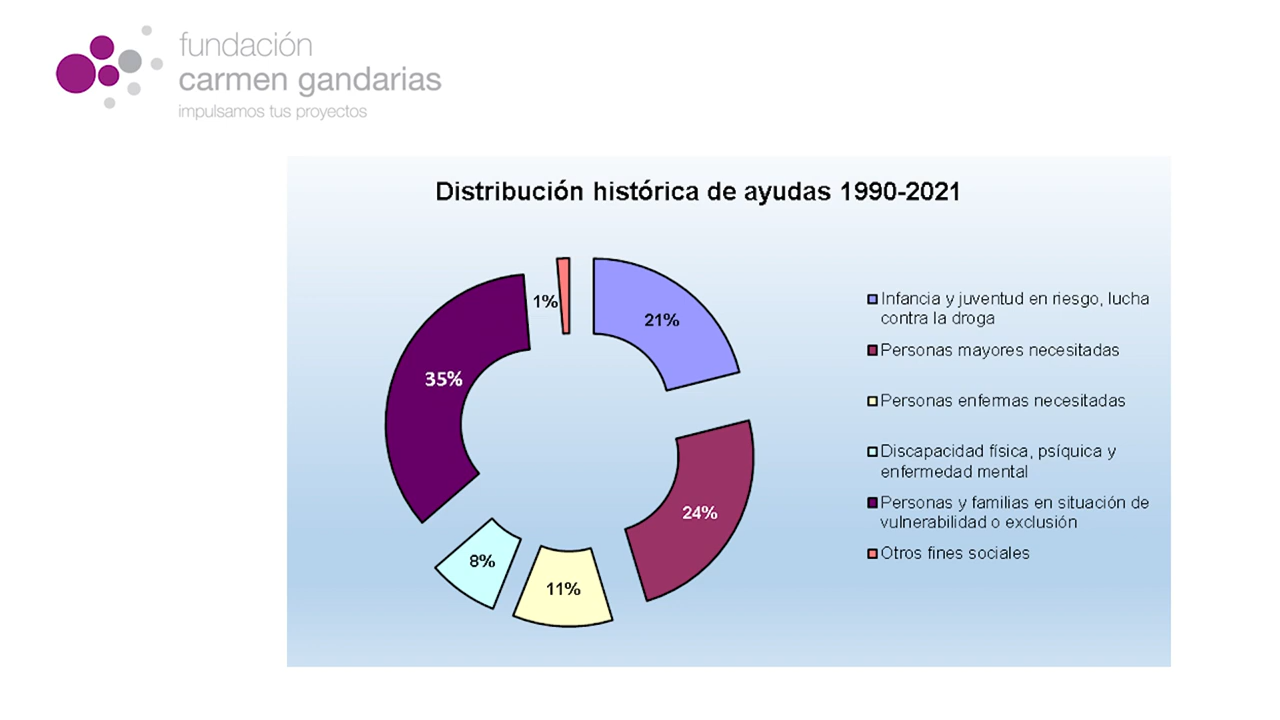 fundación
carmen gandarias
impulsamos tus proyectos
Distribución histórica de ayudas 1990-2021
1%
21%
35%
24%
8%
11%
Infancia y juventud en riesgo, lucha
contra la droga
Personas mayores necesitadas
Personas enfermas necesitadas
Discapacidad física, psíquica y
enfermedad mental
Personas y familias en situación de
vulnerabilidad o exclusión
Otros fines sociales